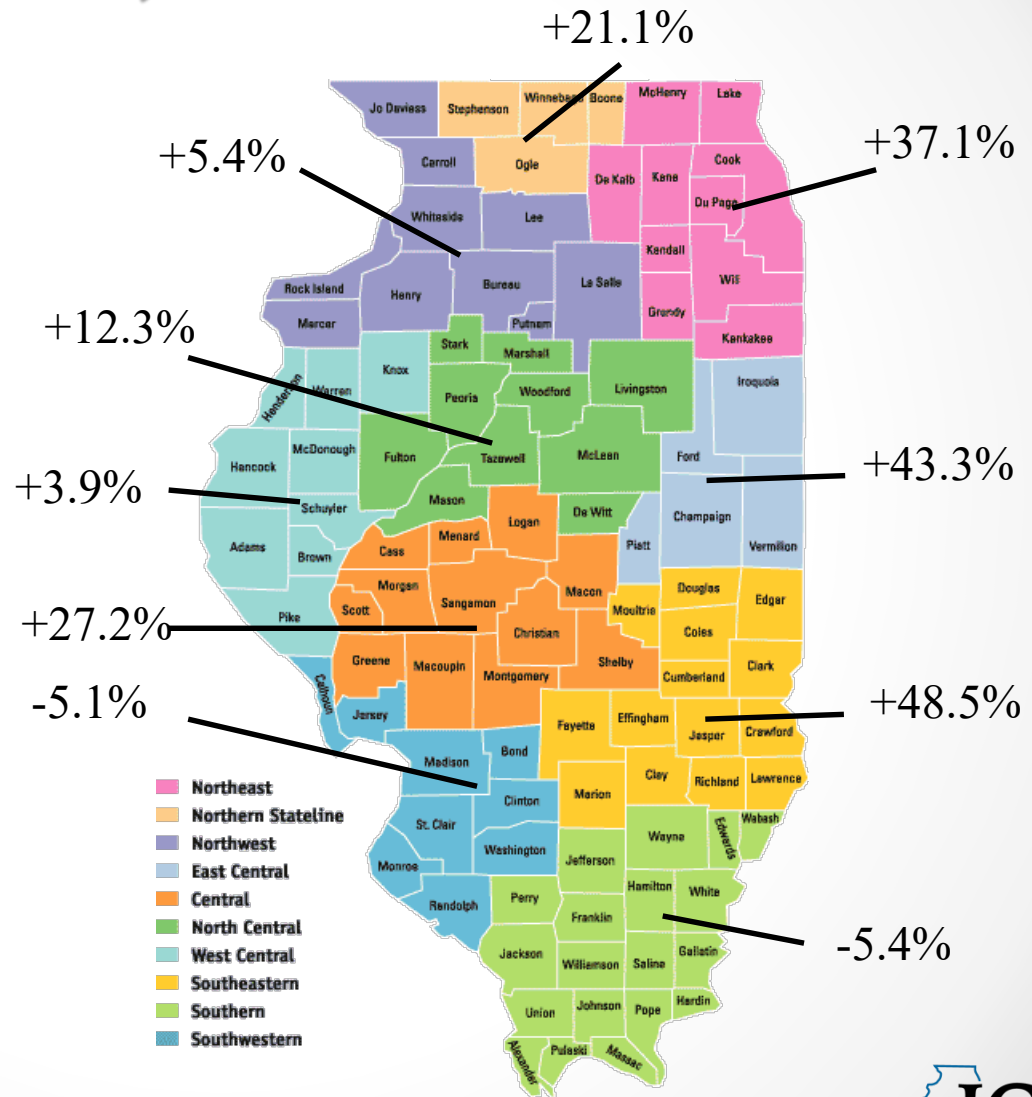 +21.1%
+5.4%
+37.1%
+12.3%
+43.3%
+3.9%
+27.2%
-5.1%
+48.5%
-5.4%
Jo Daviess
Stephenson
Winnebago
Boone
McHenry
Lake
Carroll
Ogle
De Kalb
Kane
Cook
Du Page
Whiteside
Lee
Kendall
Will
Rock Island
Henry
Bureau
La Salle
Grundy
Mercer
Putnam
Kankakee
Stark
Marshall
Knox
Henderson
Warren
Peoria
Woodford
Livingston
Iroquois
McDonough
Hancock
Fulton
Tazewell
McLean
Ford
Schuyler
Mason
Logan
De Witt
Champaign
Adams
Brown
Cass
Menard
Piatt
Vermilion
Morgan
Sangamon
Macon
Douglas
Edgar
Pike
Scott
Christian
Moultrie
Coles
Greene
Macoupin
Montgomery
Shelby
Cumberland
Clark
Calhoun
Jersey
Fayette
Effingham
Jasper
Crawford
Madison
Bond
Clay
Richland
Lawrence
Clinton
Marion
St. Clair
Washington
Wayne
Edwards
Wabash
Monroe
Jefferson
Randolph
Perry
Hamilton
White
Franklin
Jackson
Williamson
Saline
Gallatin
Union
Johnson
Pope
Hardin
Alexander
Pulaski
Massac
Northeast
Northern Stateline
Northwest
East Central
Central
North Central
West Central
Southeastern
Southern
Southwestern